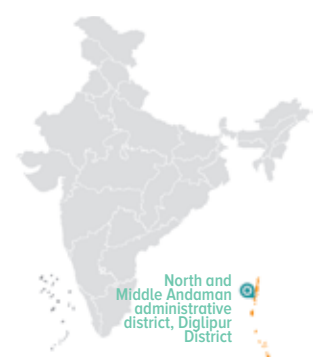 North and
Middle Andaman
administrative
district, Diglipur
District